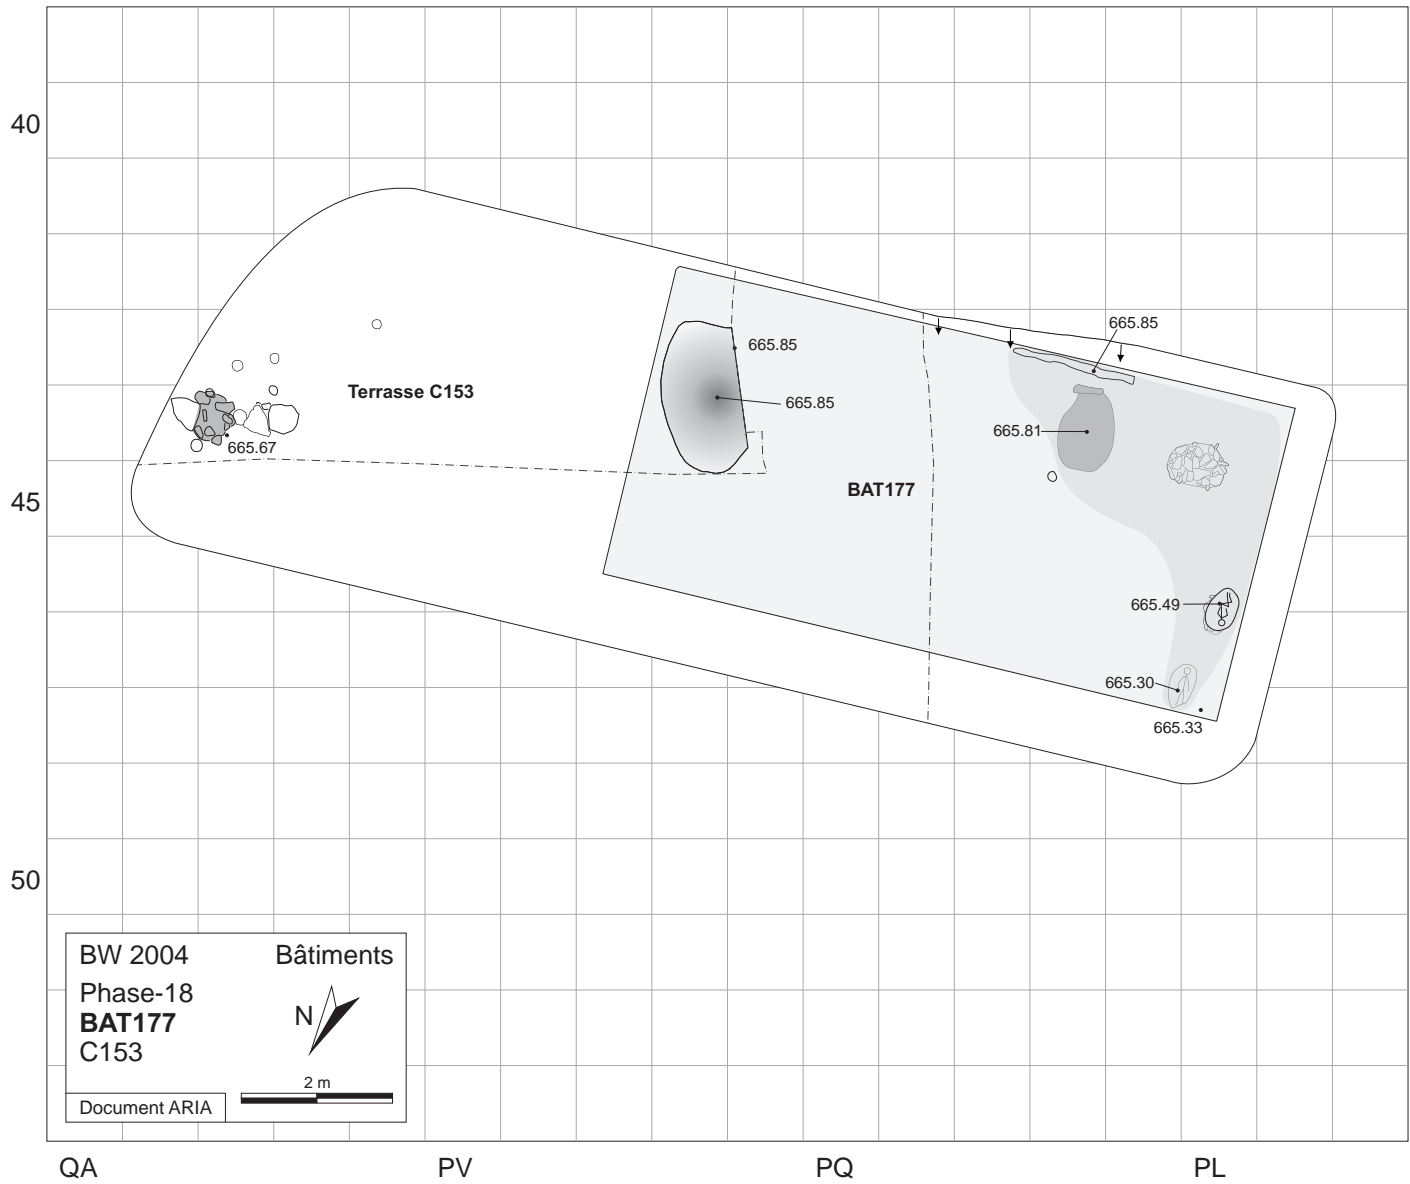 40
665.85
665.85
Terrasse C153
665.85
665.81
665.67
BAT177
45
665.49
665.30
665.33
50
BW 2004 Bâtiments
Phase-18
BAT177
C153
N
2 m
Document ARIA
QA PV PQ PL